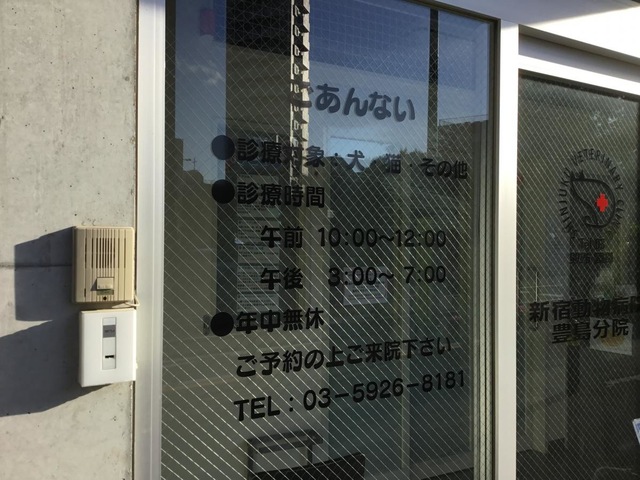 ごあんない
●診療対象・犬・猫・その他
●診療時間
午前 10:00〜12:00
午後 3:00〜 7:00
●年中無休
ご予約の上ご来院下さい
TEL：03-5926-8181
SHINJUKU VETERINARY CLINIC
新宿動物病院
豊島分院